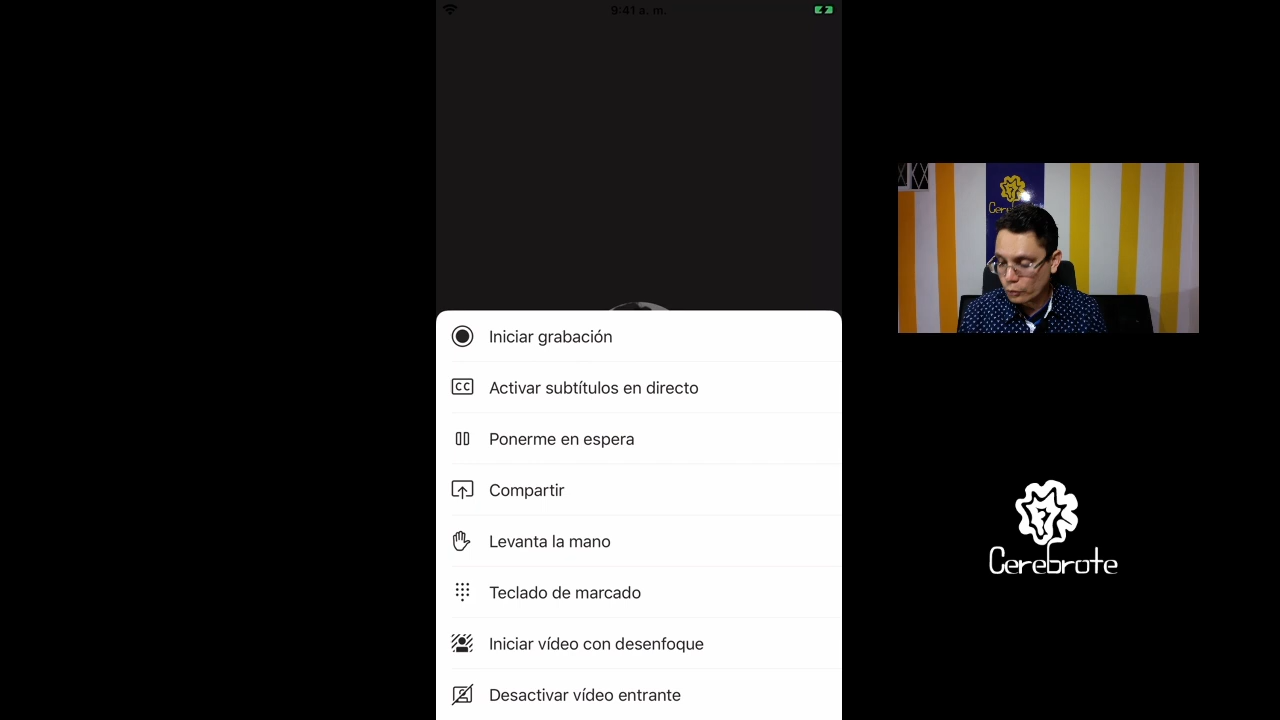 9:41 a. m.
Iniciar grabación
CC
Activar subtítulos en directo
Ponerme en espera
Compartir
Levanta la mano
Teclado de marcado
Iniciar vídeo con desenfoque
Desactivar vídeo entrante
Cerebrote